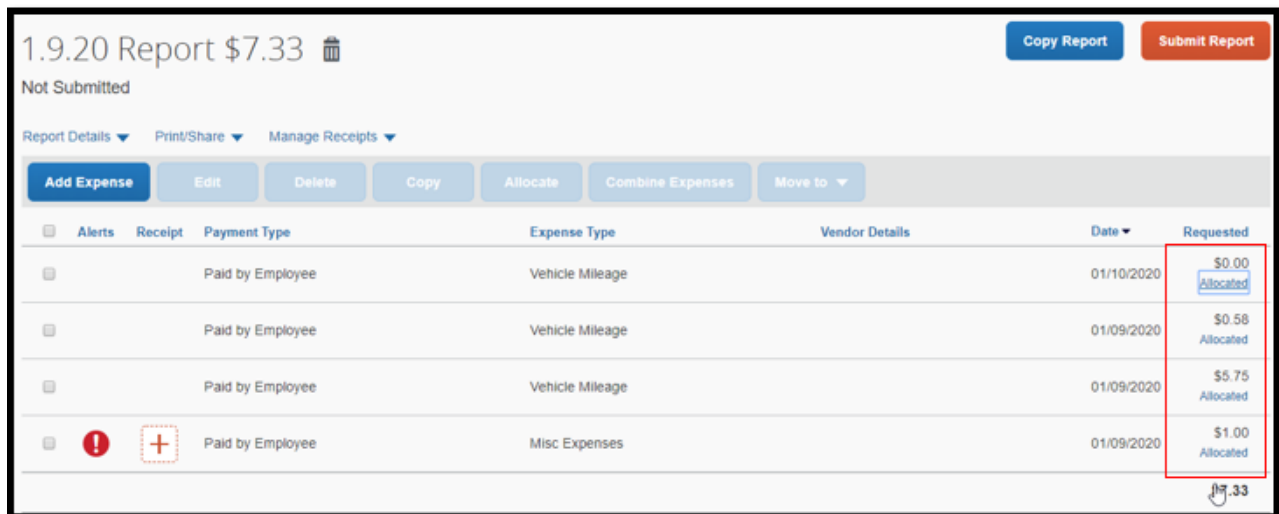 1.9.20 Report $7.33
Copy Report Submit Report
Not Submitted
Report Details Print/Share Manage Receipts
Add Expense Edit Delete Copy Allocate Combine Expenses Move to
Alerts Receipt Payment Type Expense Type Vendor Details Date Requested
Paid by Employee Vehicle Mileage 01/10/2020 $0.00
Allocated
Paid by Employee Vehicle Mileage 01/09/2020 $0.58
Allocated
Paid by Employee Vehicle Mileage 01/09/2020 $5.75
Allocated
Paid by Employee Misc Expenses 01/09/2020 $1.00
Allocated
.33